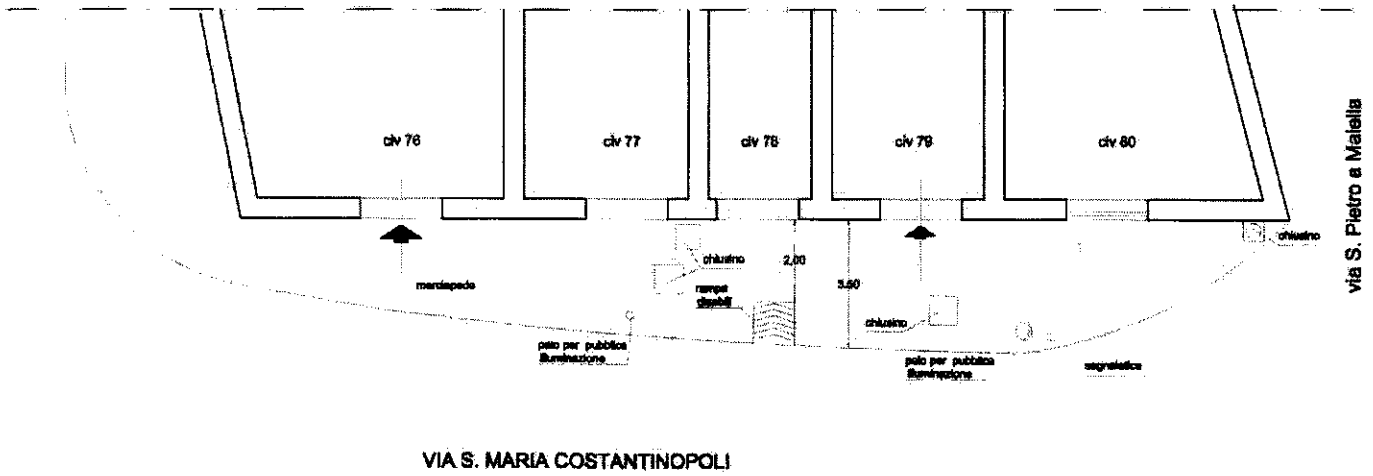 civ 76
civ 77
civ 78
civ 79
civ 80
via S. Pietro a Maiella
chiusino
chiusino
2,00
3.50
marciapiede
rampa
disabili
chiusino
palo per pubblica
illuminazione
palo per pubblica
illuminazione
segnaletica
VIA S. MARIA COSTANTINOPOLI